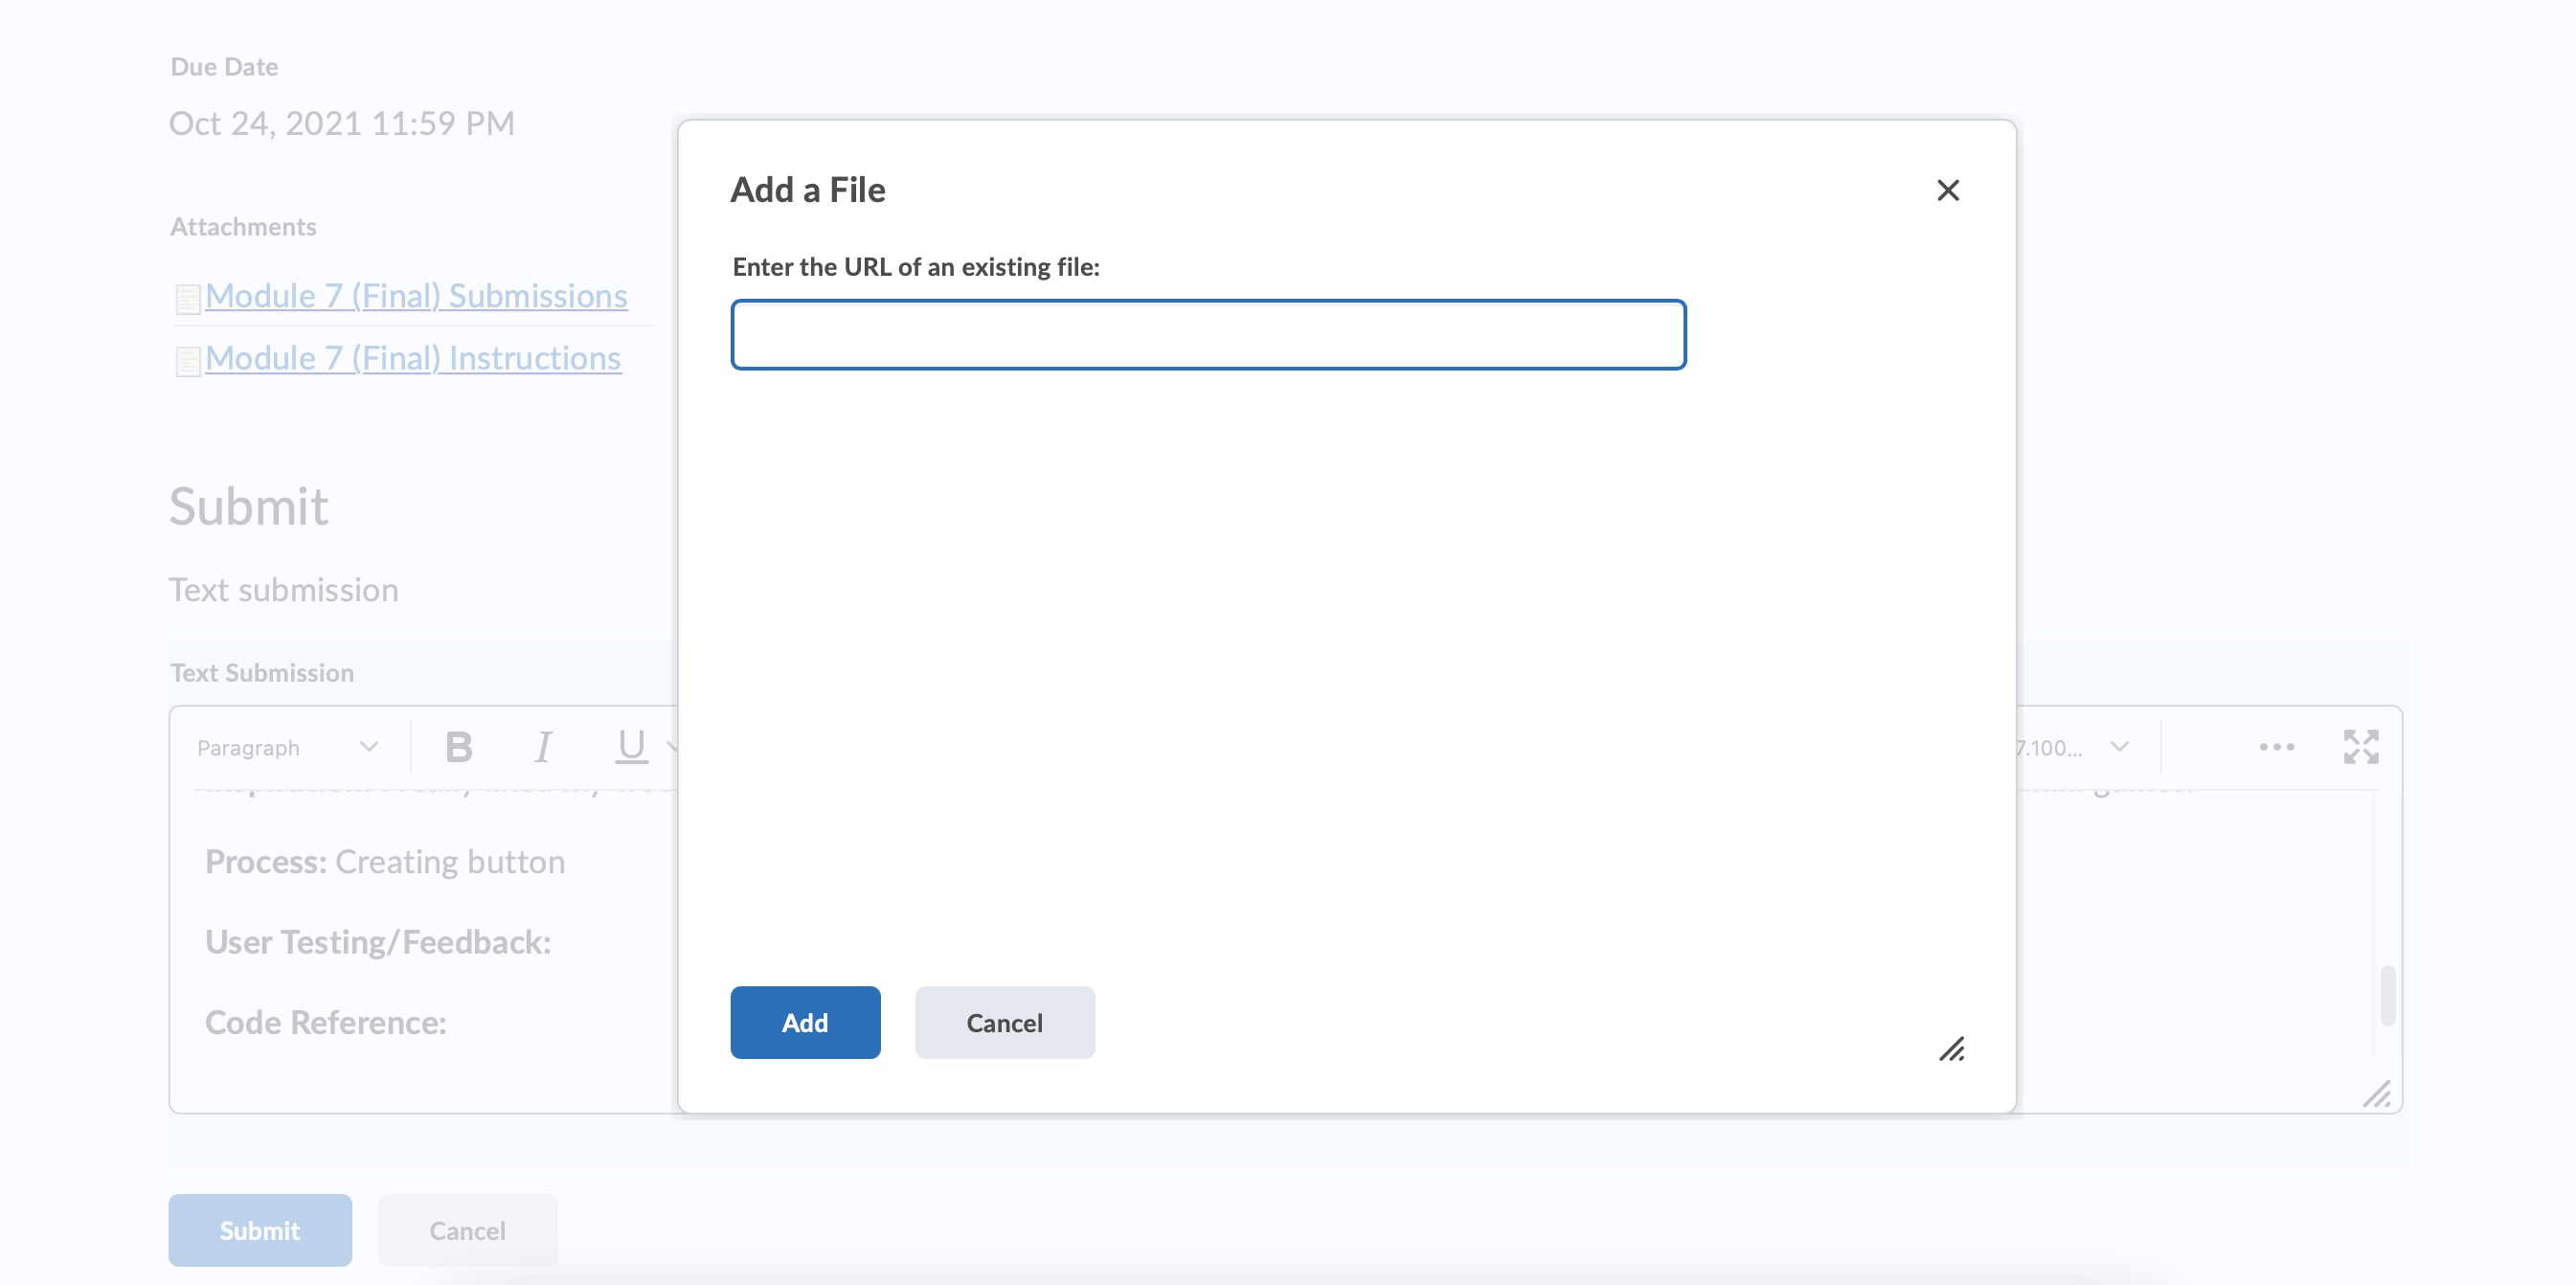 Due Date
Oct 24, 2021 11:59 PM
Attachments
Module 7 (Final) Submissions
Module 7 (Final) Instructions
Submit
Text submission
Text Submission
Paragraph
B I U
7.100...
Process: Creating button
User Testing/Feedback:
Code Reference:
Submit Cancel
Add a File
Enter the URL of an existing file:
Add Cancel